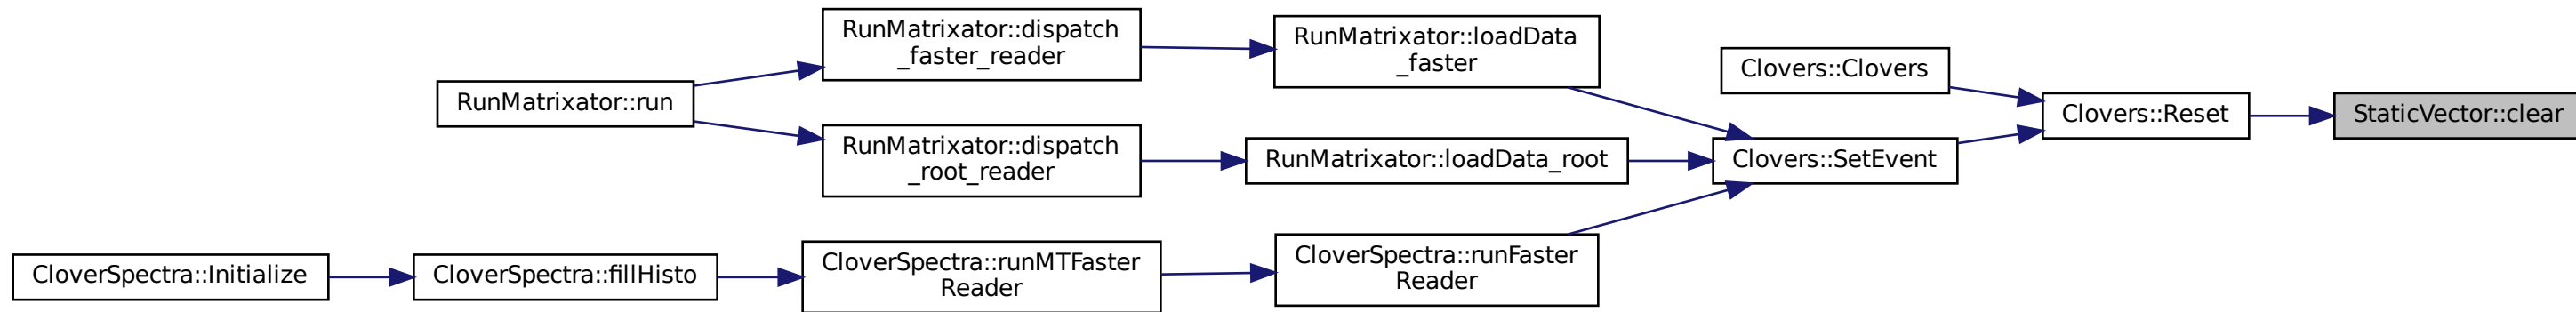 RunMatrixator::dispatch
_faster_reader
RunMatrixator::loadData
_faster
Clovers::Clovers
RunMatrixator::run
Clovers::Reset
StaticVector::clear
RunMatrixator::dispatch
_root_reader
RunMatrixator::loadData_root
Clovers::SetEvent
CloverSpectra::Initialize
CloverSpectra::fillHisto
CloverSpectra::runMTFaster
Reader
CloverSpectra::runFaster
Reader